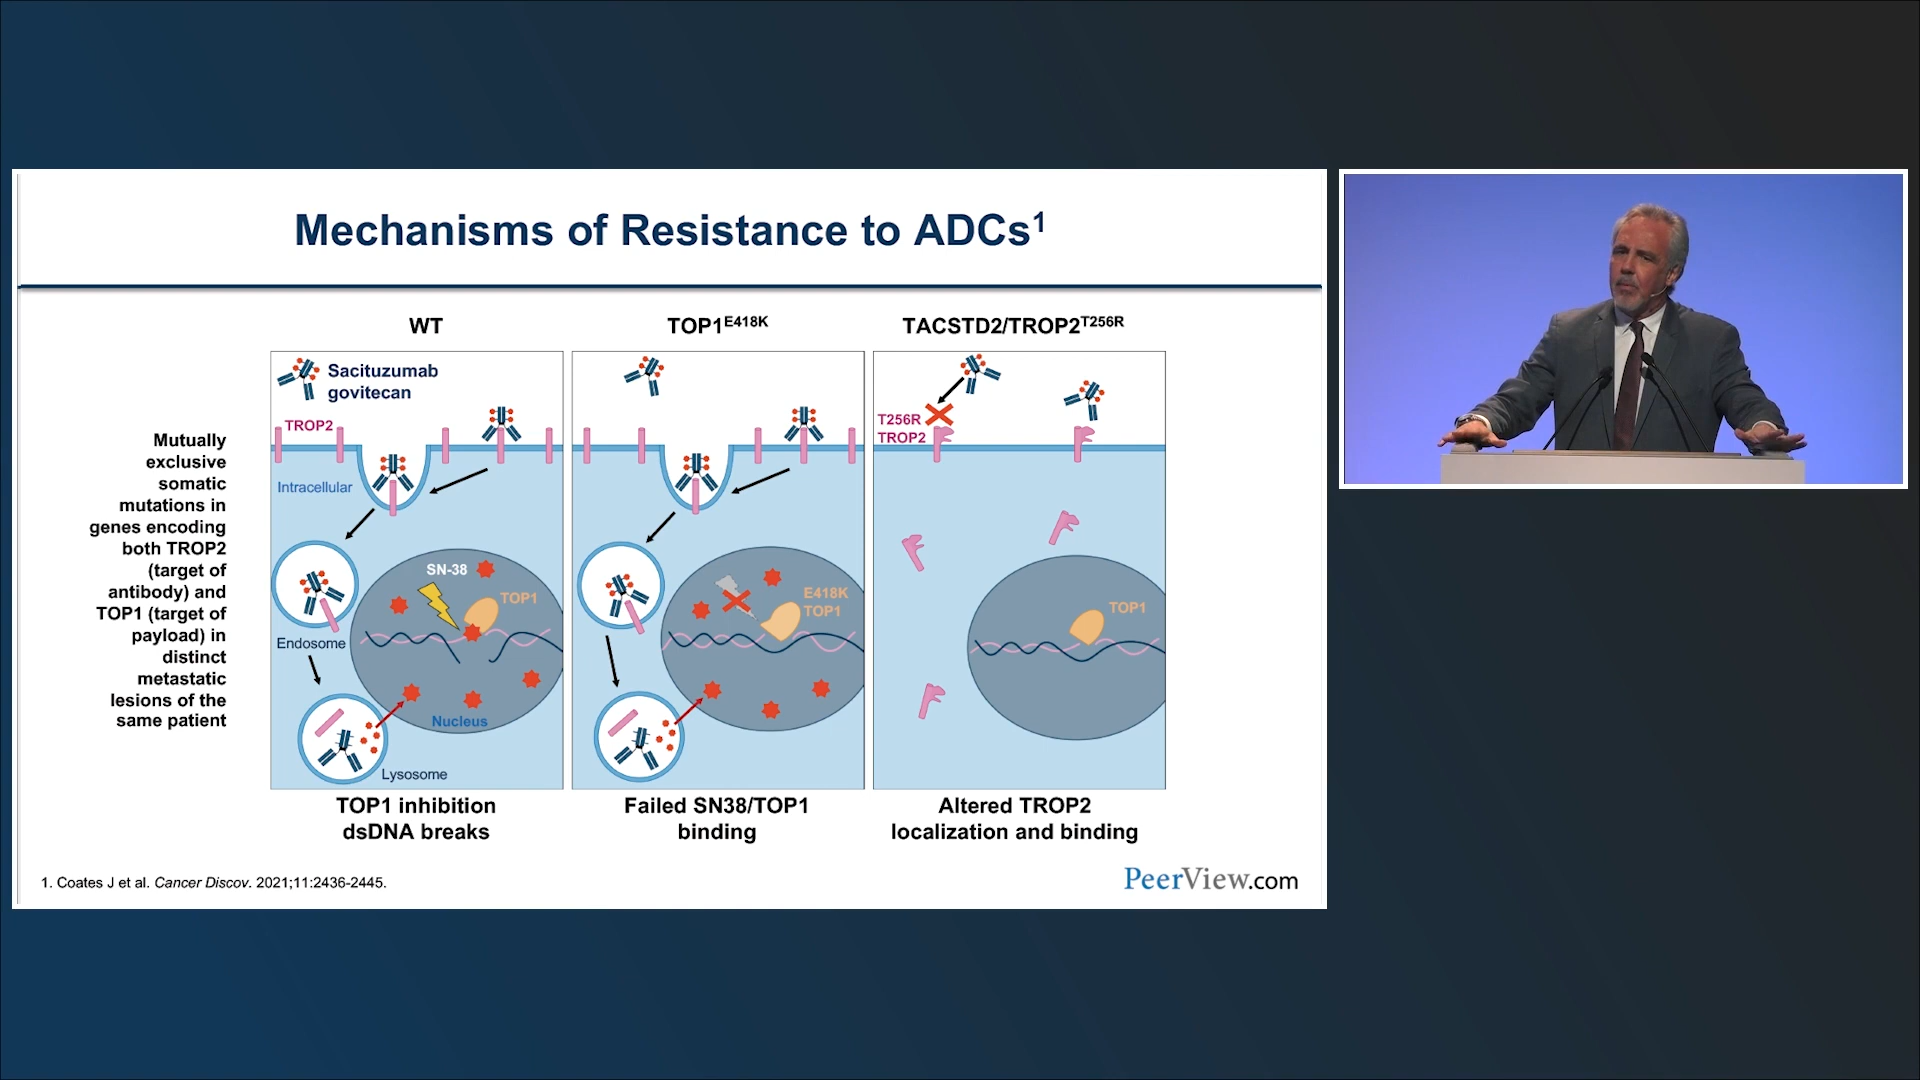 Mechanisms of Resistance to ADCs1
WT
TOP1E418K
TACSTD2/TROP2T256R
Mutually
exclusive
somatic
mutations in
genes encoding
both TROP2
(target of
antibody) and
TOP1 (target of
payload) in
distinct
metastatic
lesions of the
same patient
Sacituzumab
govitecan
TROP2
Intracellular
SN-38
TOP1
Endosome
Nucleus
Lysosome
E418K
TOP1
T256R
TROP2
TOP1
TOP1 inhibition
dsDNA breaks
Failed SN38/TOP1
binding
Altered TROP2
localization and binding
1. Coates J et al. Cancer Discov. 2021;11:2436-2445.
PeerView.com